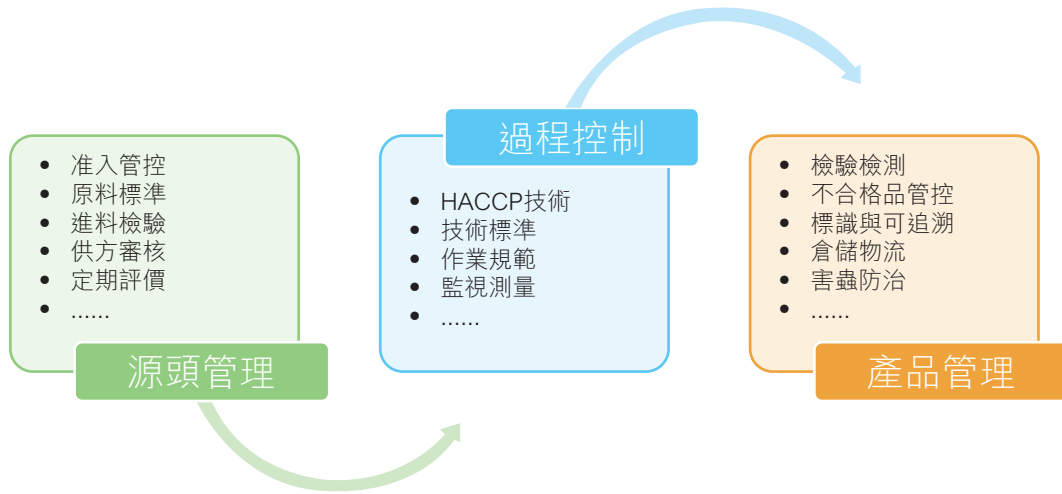 • 准入管控
• 原料標準
• 進料檢驗
• 供方審核
• 定期評價
• ......
源頭管理
過程控制
• HACCP技術
• 技術標準
• 作業規範
• 監視測量
• ......
• 檢驗檢測
• 不合格品管控
• 標識與可追溯
• 倉儲物流
• 害蟲防治
• ......
產品管理